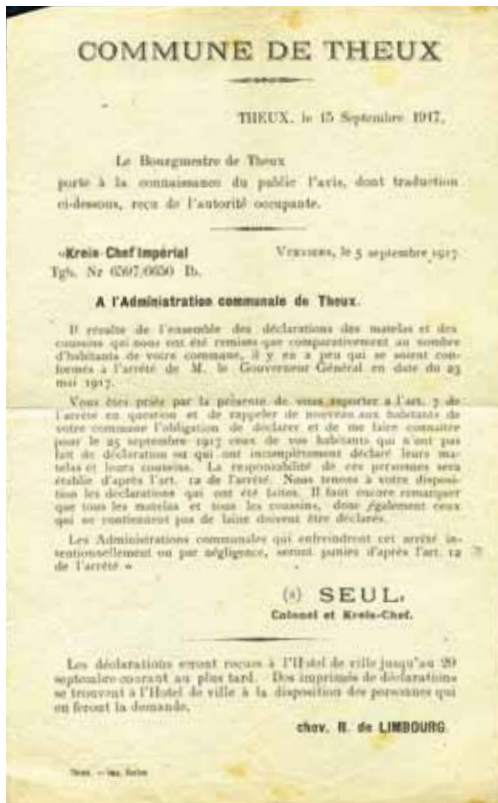 COMMUNE DE THEUX
THEUX, le 15 Septembre 1917.
Le Bourgmestre de Theux
porte à la connaissance du public l'avis, dont traduction
ci-dessous, reçu de l'autorité occupante.
«Kreis-Chef Impérial
VERVIERS, le 5 septembre 1917
Tgb. Nr 6597/6650 Ib.
A l'Administration communale de Theux.
Il résulte de l'ensemble des déclarations des matelas et des
coussins qui nous ont été remises que comparativement au nombre
d'habitants de votre commune, il y en a peu qui se soient con-
formés à l'arrêté de M. le Gouverneur Général en date du 23
mai 1917.
Vous êtes priés par la présente de vous reporter à l'art. 7 de
l'arrêté en question et de rappeler de nouveau aux habitants de
votre commune l'obligation de déclarer et de me faire connaître
pour le 25 septembre 1917 ceux de vos habitants qui n'ont pas
fait de déclaration ou qui ont incomplètement déclaré leurs ma-
telas et leurs coussins. La responsabilité de ces personnes sera
établie d'après l'art. 12 de l'arrêté. Nous tenons à votre disposi-
tion les déclarations qui ont été faites. Il faut encore remarquer
que tous les matelas et tous les coussins, donc également ceux
qui ne contiennent pas de laine doivent être déclarés.
Les Administrations communales qui enfreindront cet arrêté in-
tentionnellement ou par négligence, seront punies d'après l'art. 12
de l'arrêté »
(s) SEUL,
Colonel et Kreis-Chef.
Les déclarations seront reçues à l'Hotel de ville jusqu'au 20
septembre courant au plus tard. Des imprimés de déclarations
se trouvent à l'Hotel de ville à la disposition des personnes qui
en feront la demande.
chev. R. de LIMBOURG.
Theux. — Imp.